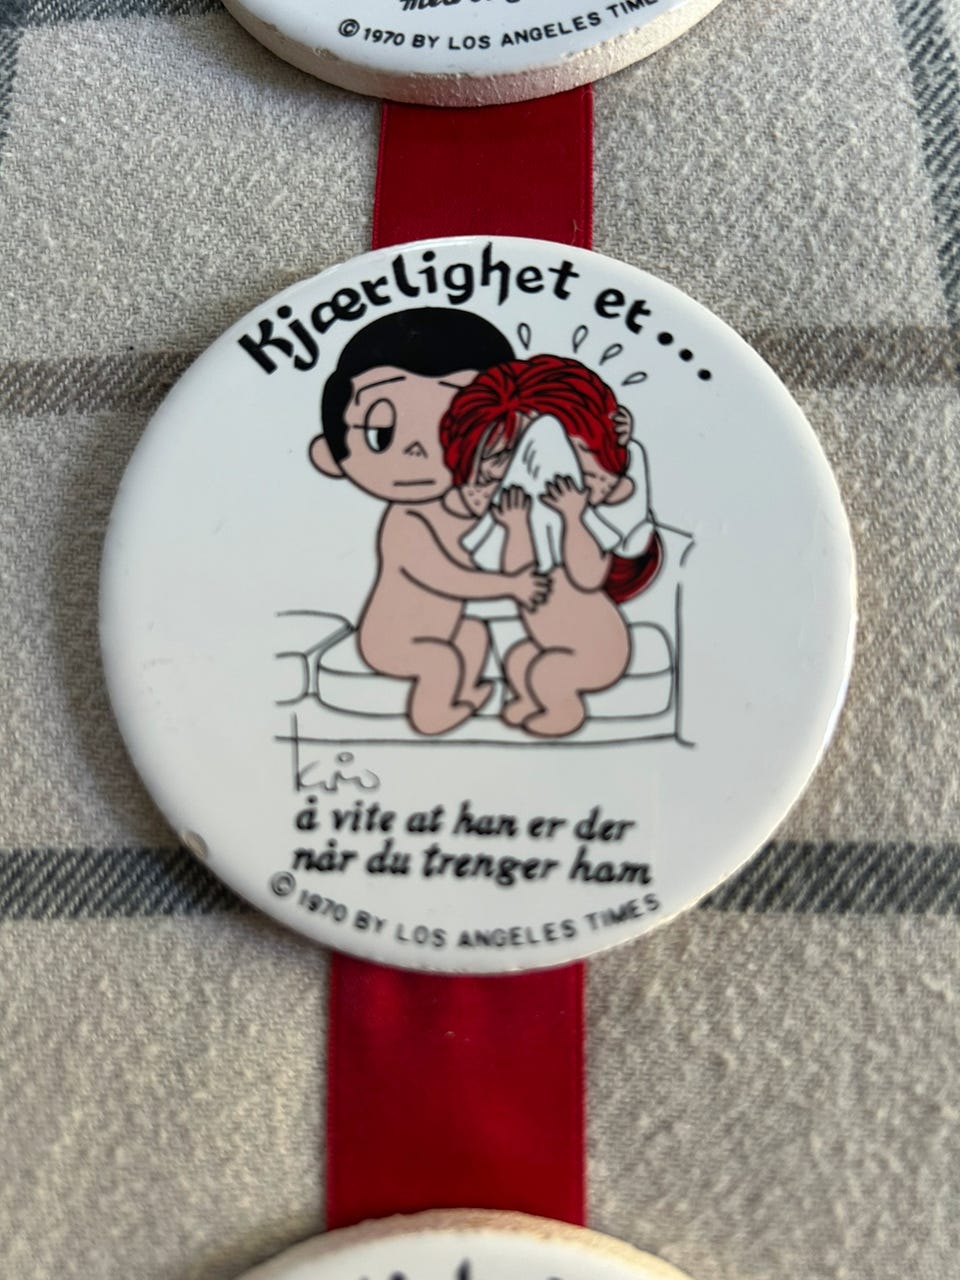 © 1970 BY LOS ANGELES TIME
Kjærlighet er...
kim
å vite at han er der
når du trenger ham
© 1970 BY LOS ANGELES TIMES